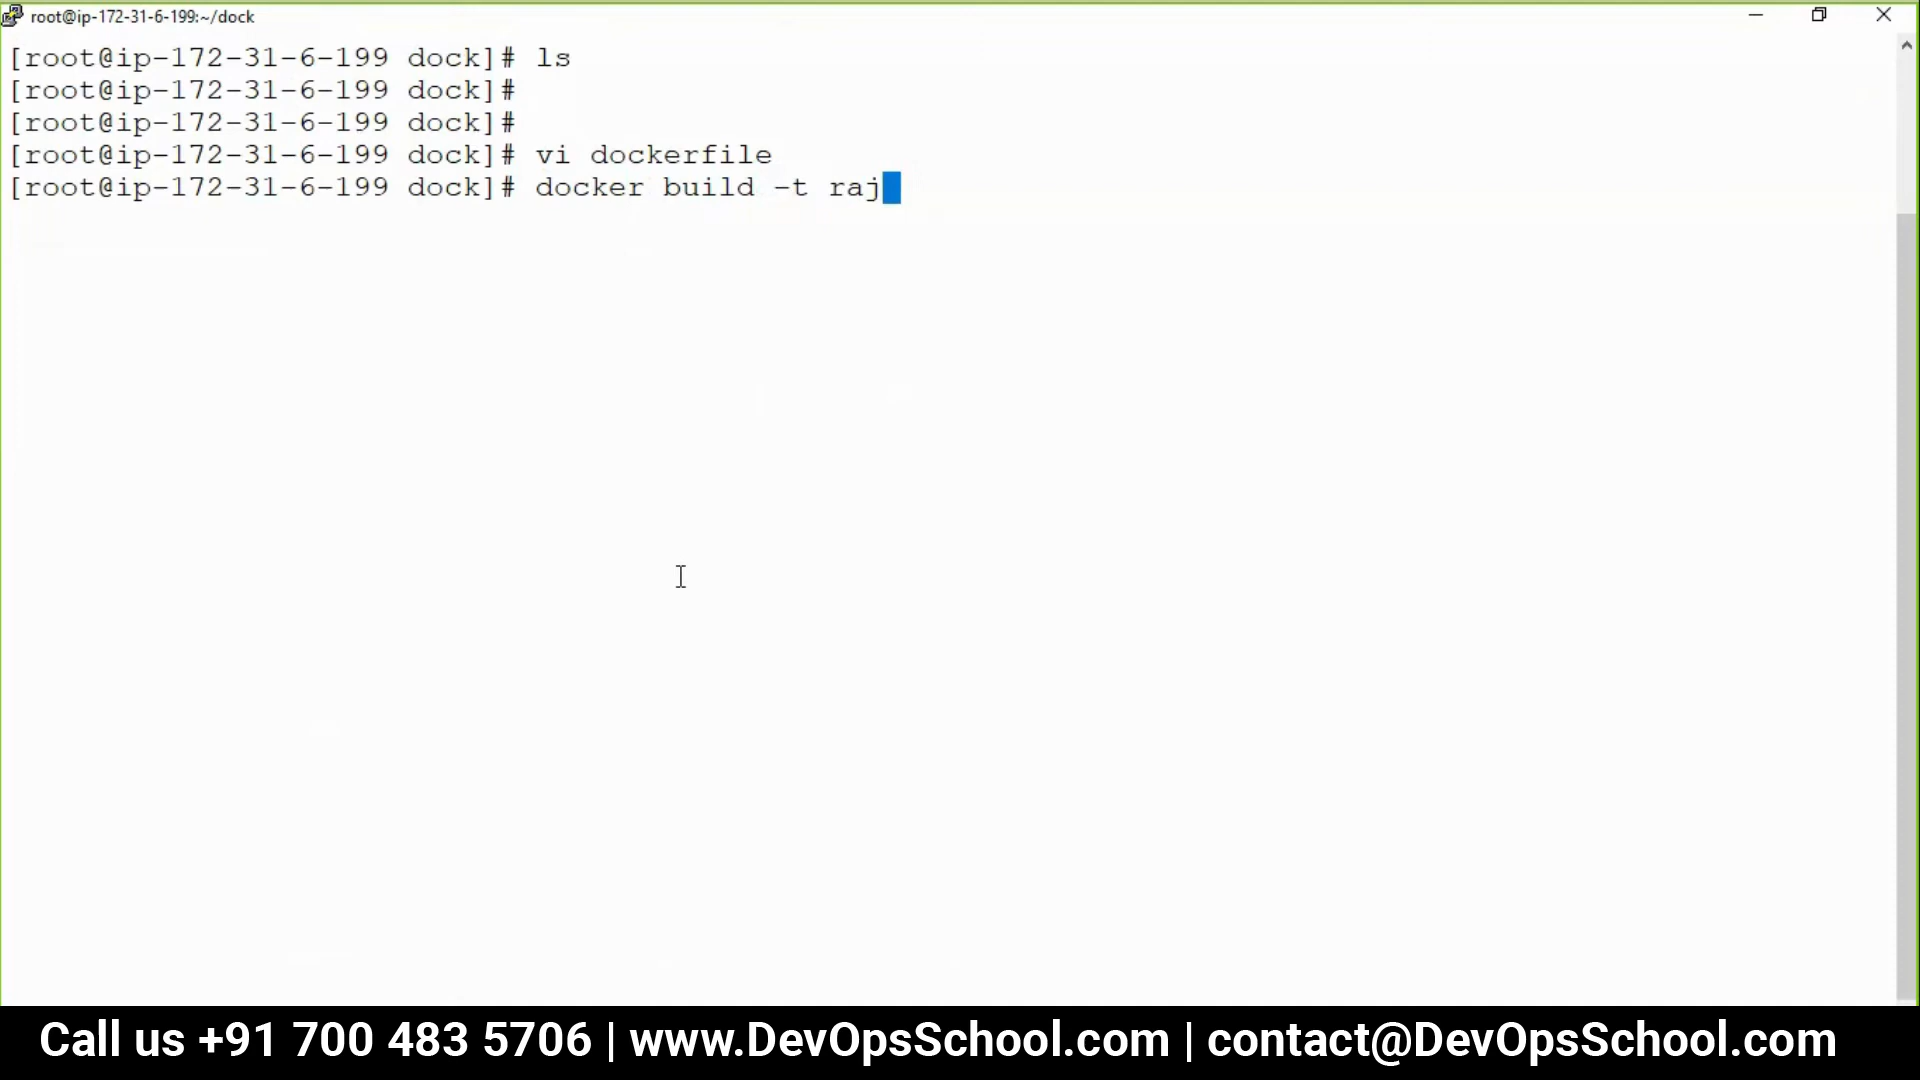 root@ip-172-31-6-199:~/dock
[root@ip-172-31-6-199 dock]# ls
[root@ip-172-31-6-199 dock]#
[root@ip-172-31-6-199 dock]#
[root@ip-172-31-6-199 dock]# vi dockerfile
[root@ip-172-31-6-199 dock]# docker build -t raj
Call us +91 700 483 5706 | www.DevOpsSchool.com | contact@DevOpsSchool.com